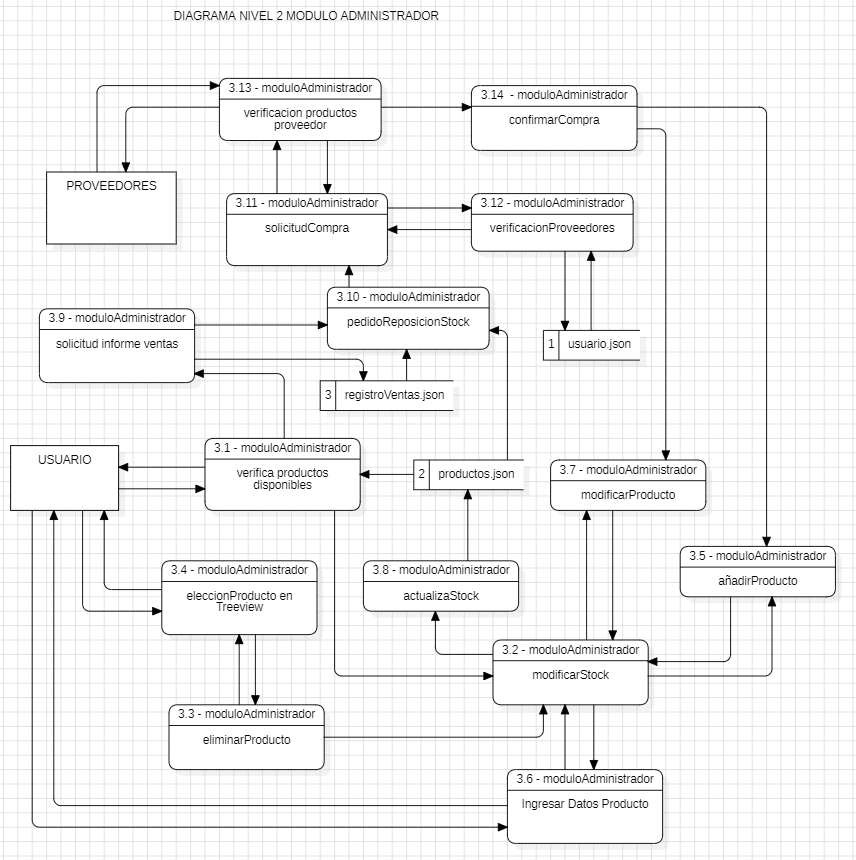 DIAGRAMA NIVEL 2 MODULO ADMINISTRADOR
3.13 - moduloAdministrador
verificacion productos
proveedor
3.14 - moduloAdministrador
confirmarCompra
PROVEEDORES
3.11 - moduloAdministrador
solicitudCompra
3.12 - moduloAdministrador
verificacionProveedores
3.10 - moduloAdministrador
pedidoReposicionStock
3.9 - moduloAdministrador
solicitud informe ventas
1 usuario.json
3 registroVentas.json
USUARIO
3.1 - moduloAdministrador
verifica productos
disponibles
2 productos.json
3.7 - moduloAdministrador
modificarProducto
3.5 - moduloAdministrador
añadirProducto
3.4 - moduloAdministrador
eleccionProducto en
Treeview
3.8 - moduloAdministrador
actualizaStock
3.2 - moduloAdministrador
modificarStock
3.3 - moduloAdministrador
eliminarProducto
3.6 - moduloAdministrador
Ingresar Datos Producto